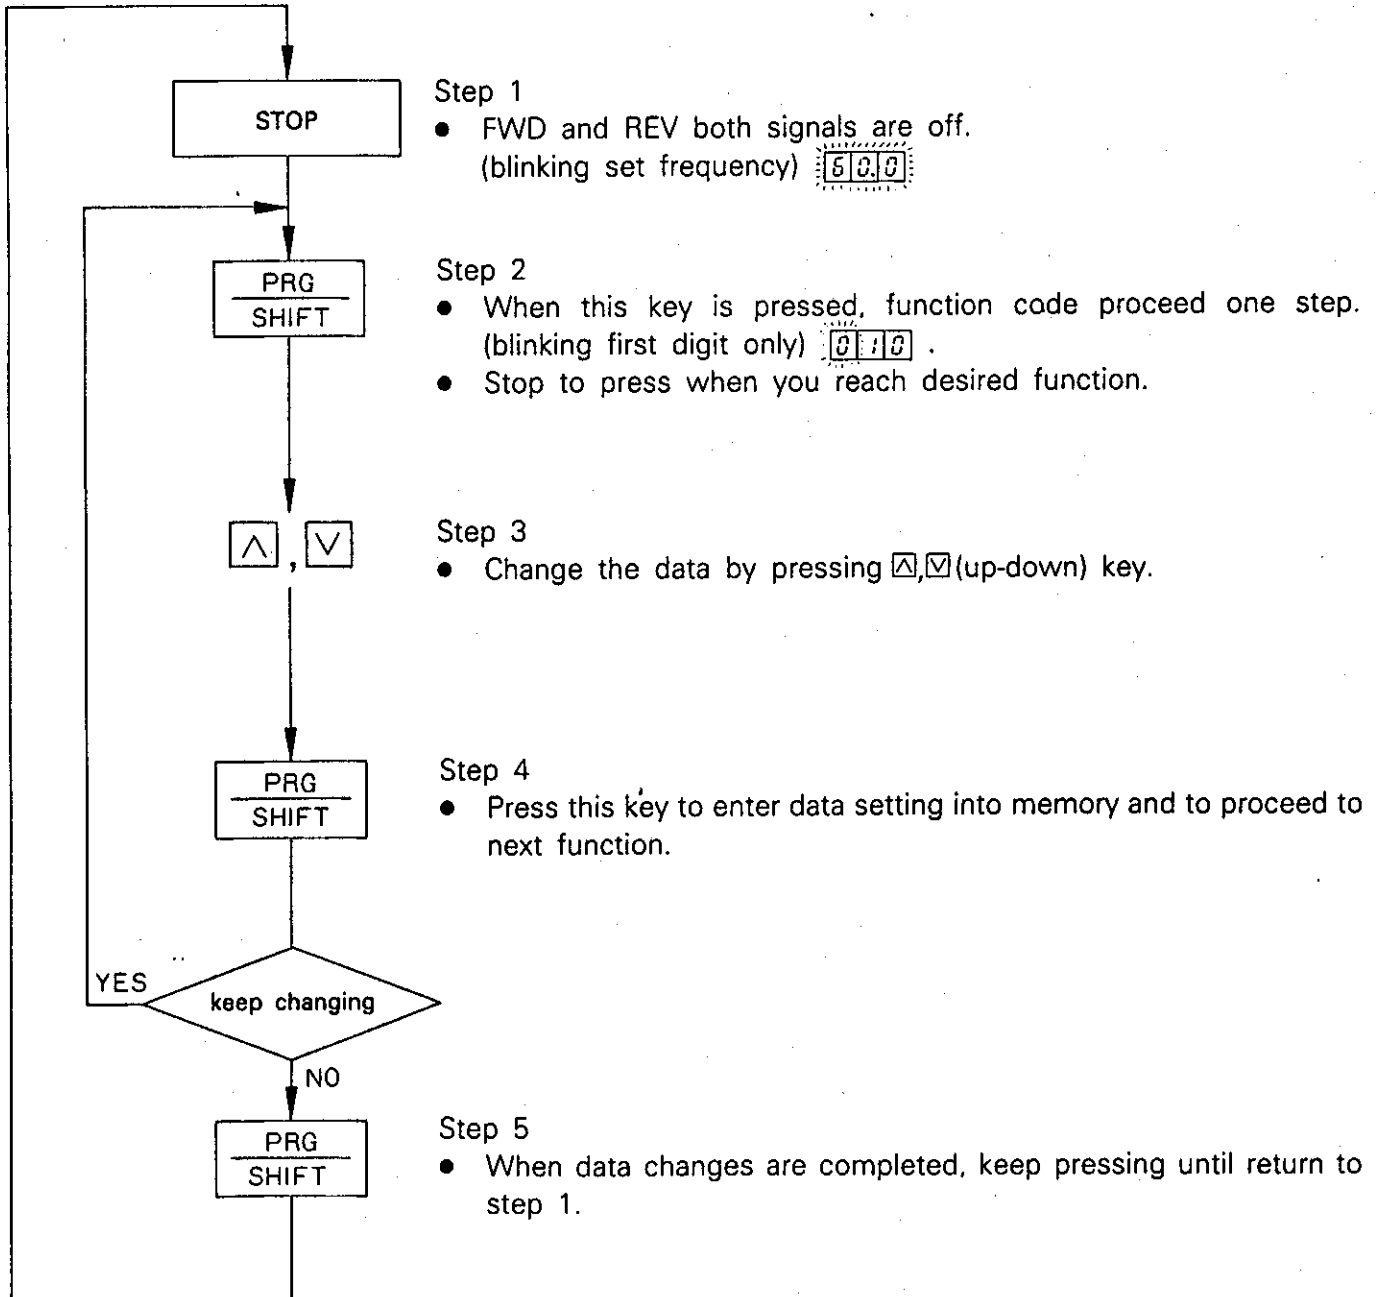 STOP
Step 1
● FWD and REV both signals are off.
(blinking set frequency) 60.0
PRG
SHIFT
Step 2
● When this key is pressed, function code proceed one step.
(blinking first digit only) 010 .
● Stop to press when you reach desired function.
∧ , ∨
Step 3
● Change the data by pressing ∧,∨(up-down) key.
PRG
SHIFT
Step 4
● Press this key to enter data setting into memory and to proceed to
next function.
YES
keep changing
NO
PRG
SHIFT
Step 5
● When data changes are completed, keep pressing until return to
step 1.